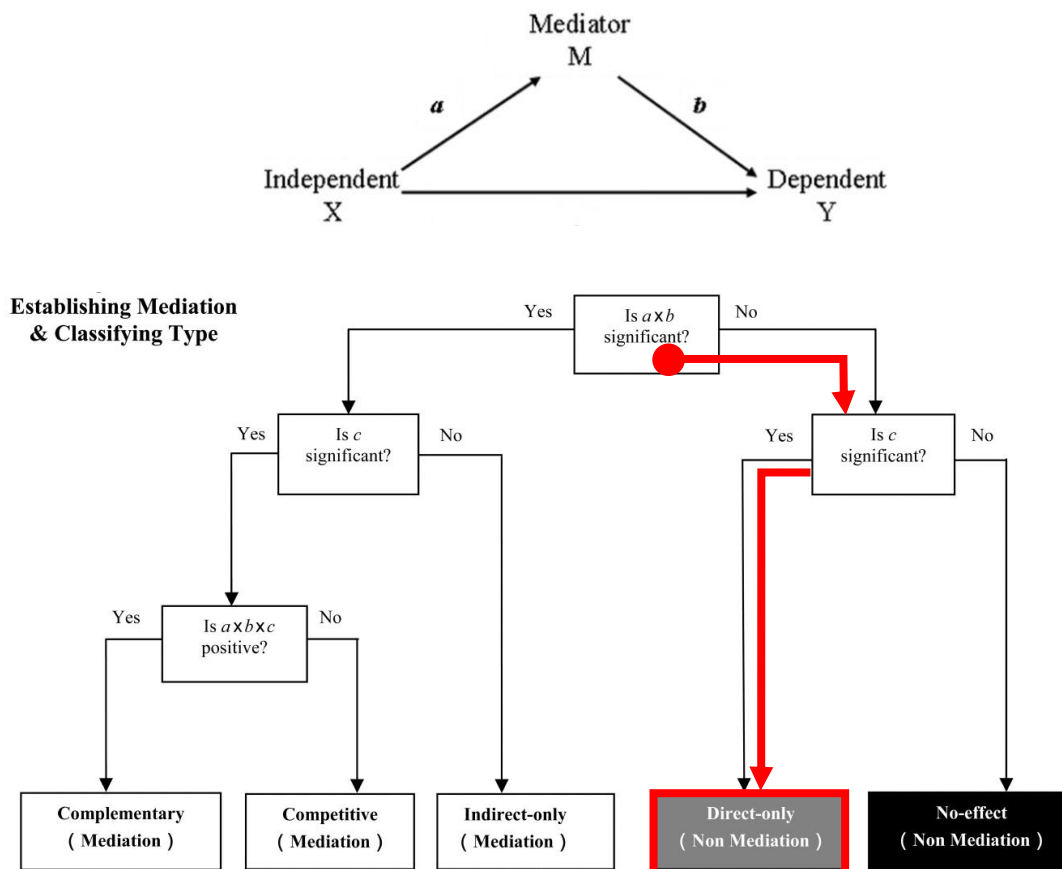 Mediator
M
a
b
Independent
X
Dependent
Y
Establishing Mediation
& Classifying Type
Yes
Is a x b
significant?
No
Yes
Is c
significant?
No
Yes
Is c
significant?
No
Yes
Is a x b x c
positive?
No
Complementary
( Mediation )
Competitive
( Mediation )
Indirect-only
( Mediation )
Direct-only
( Non Mediation )
No-effect
( Non Mediation )